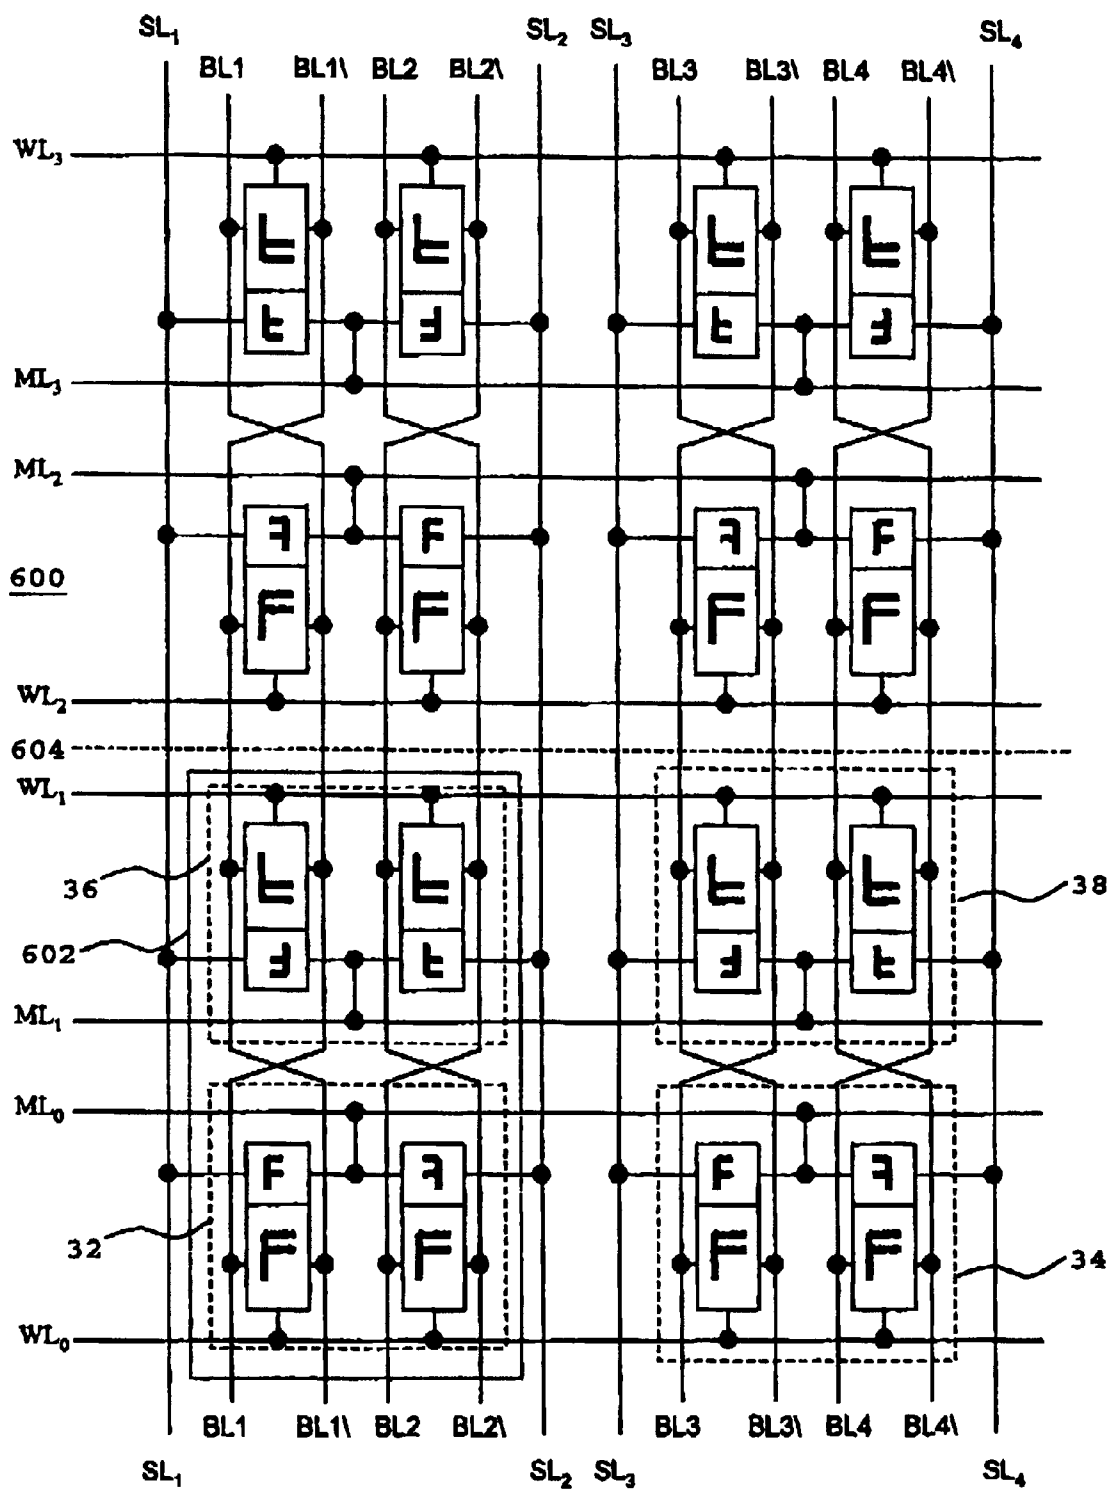 SL₁ SL₂ SL₃ SL₄
BL1 BL1\ BL2 BL2\ BL3 BL3\ BL4 BL4\
WL₃
ML₃
ML₂
600
WL₂
604
WL₁
36
38
602
ML₁
ML₀
32
34
WL₀
BL1 BL1\ BL2 BL2\ BL3 BL3\ BL4 BL4\
SL₁ SL₂ SL₃ SL₄